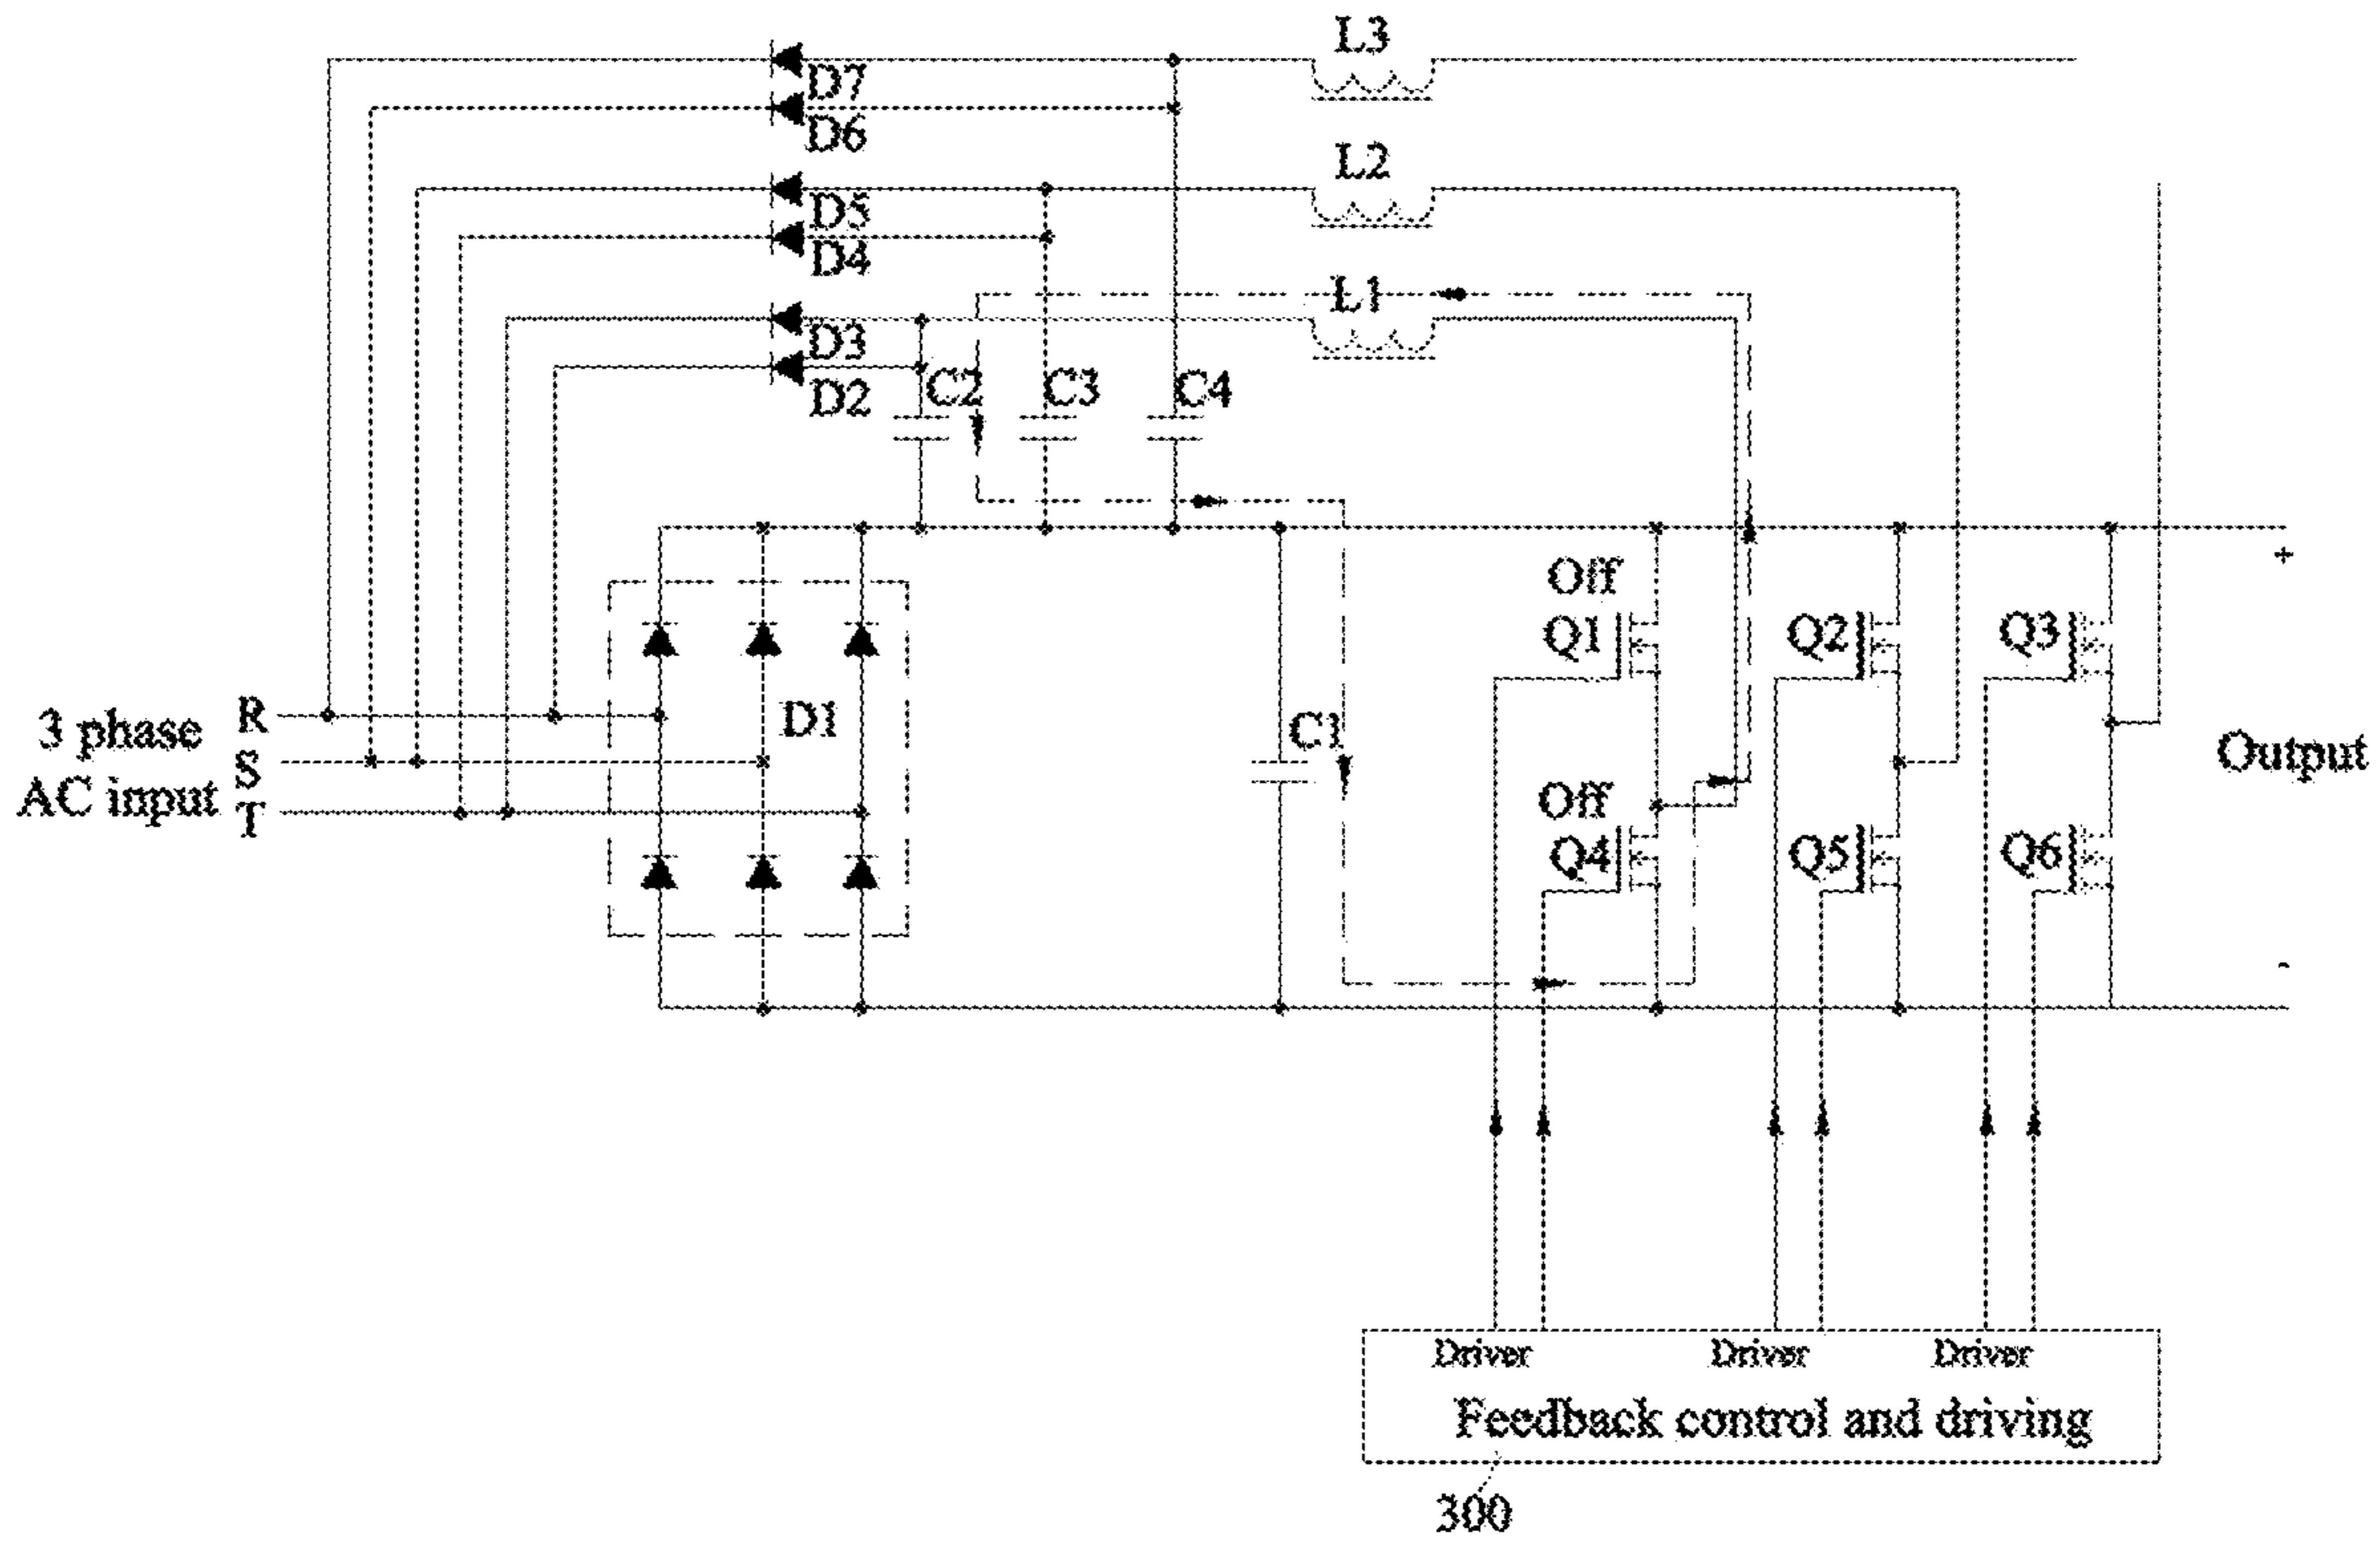 L3
D7
D6
L2
D5
D4
L1
D3
D2
C2
C3
C4
+
Off
Q1
Q2
Q3
3 phase
AC input
R
S
T
D1
C1
Output
Off
Q4
Q5
Q6
-
Driver
Driver
Driver
Feedback control and driving
300